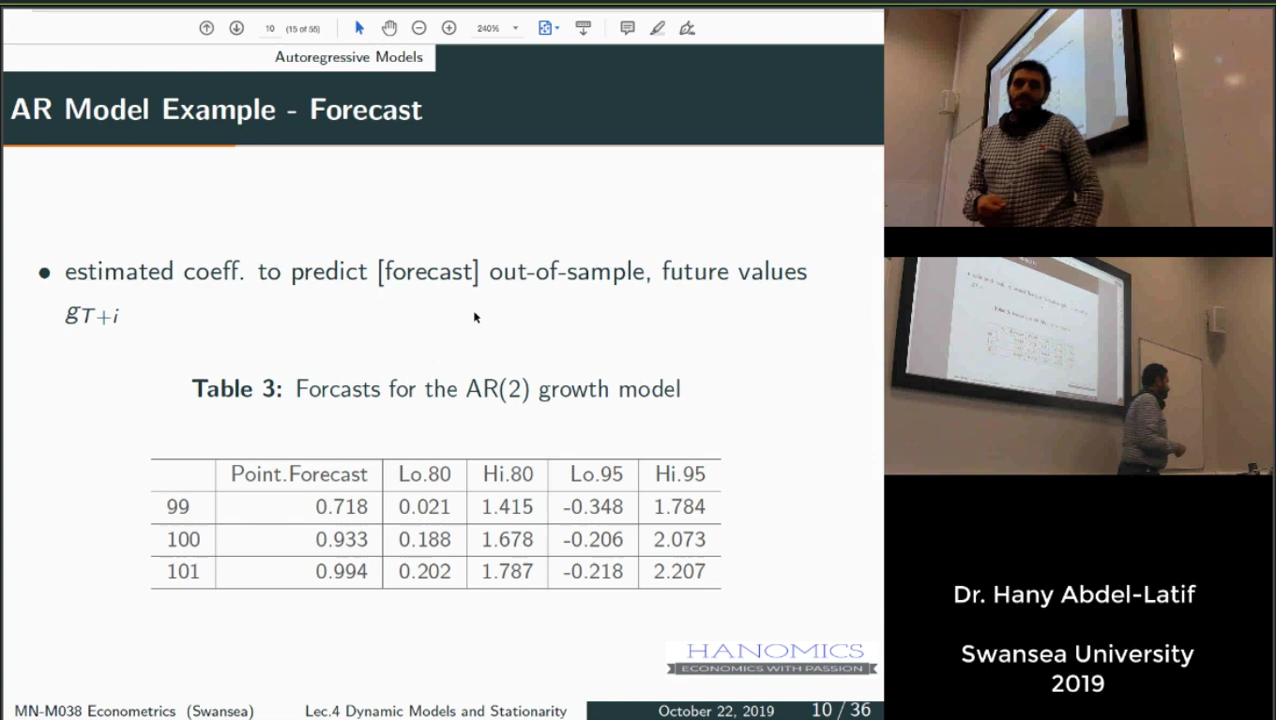 10 (15 of 55) 240%
Autoregressive Models
AR Model Example - Forecast
• estimated coeff. to predict [forecast] out-of-sample, future values
gT+i
Table 3: Forcasts for the AR(2) growth model
Point.Forecast Lo.80 Hi.80 Lo.95 Hi.95
99 0.718 0.021 1.415 -0.348 1.784
100 0.933 0.188 1.678 -0.206 2.073
101 0.994 0.202 1.787 -0.218 2.207
HANOMICS
ECONOMICS WITH PASSION
MN-M038 Econometrics (Swansea) Lec.4 Dynamic Models and Stationarity October 22, 2019 10 / 36
Dr. Hany Abdel-Latif
Swansea University
2019